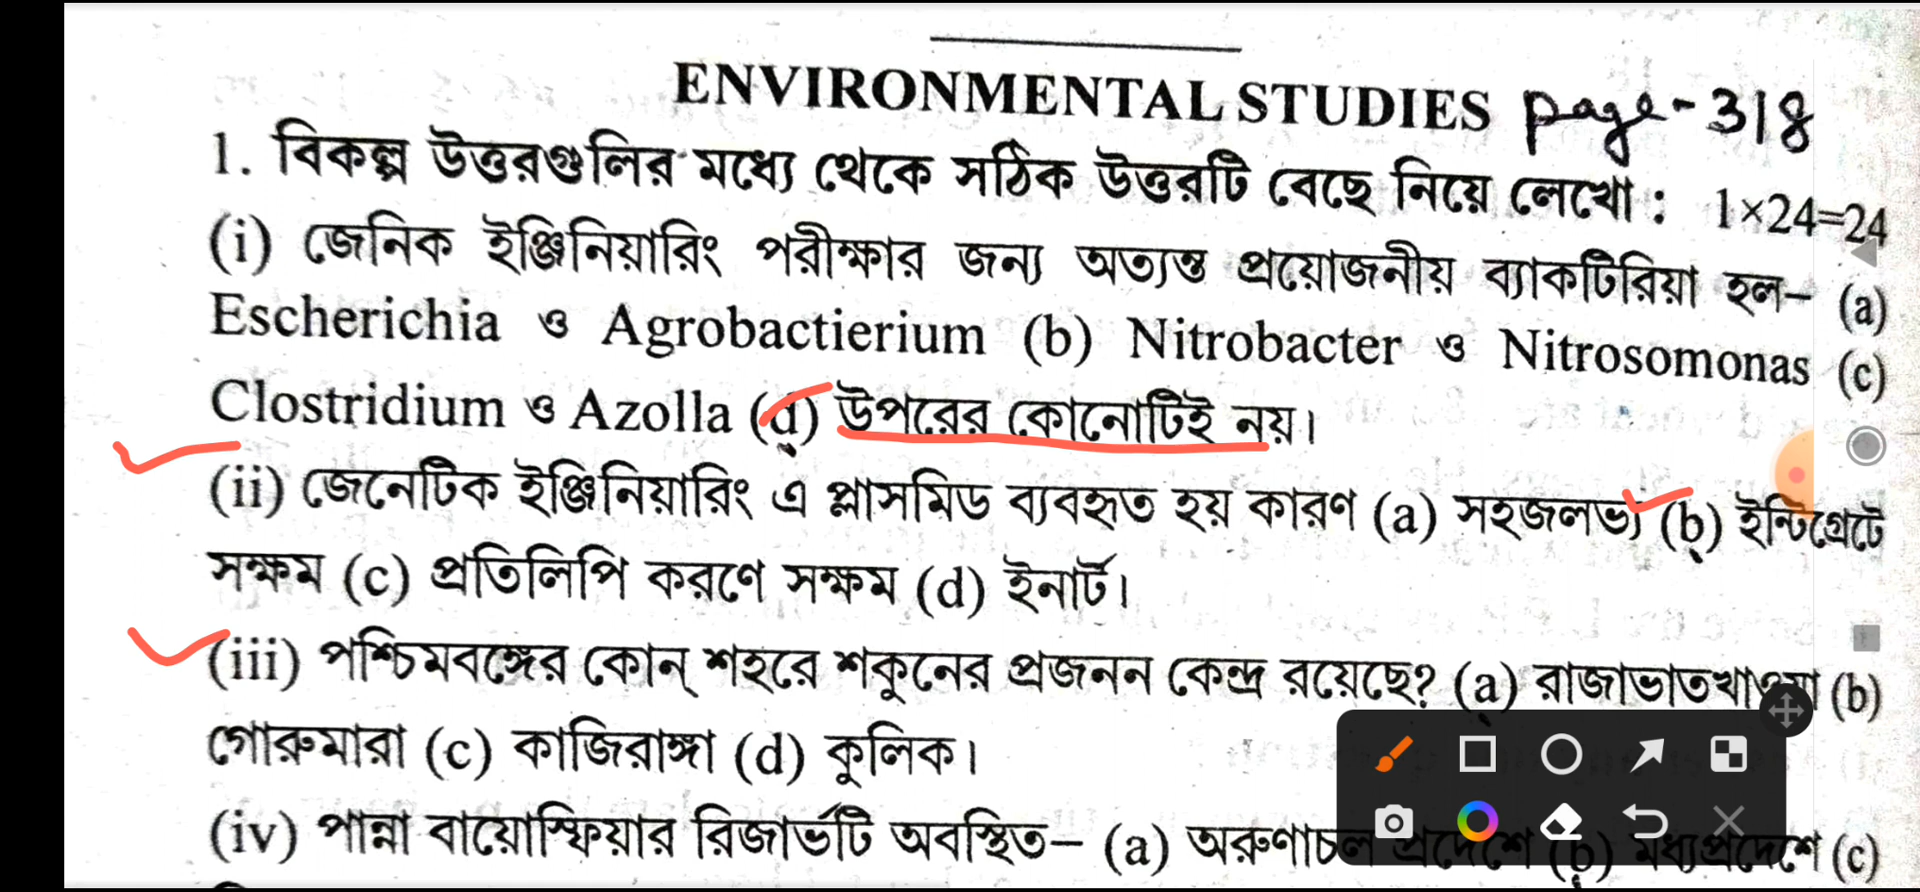 ENVIRONMENTAL STUDIES page-318
1. বিকল্প উত্তরগুলির মধ্যে থেকে সঠিক উত্তরটি বেছে নিয়ে লেখো : 1×24=24
(i) জেনিক ইঞ্জিনিয়ারিং পরীক্ষার জন্য অত্যন্ত প্রয়োজনীয় ব্যাকটিরিয়া হল– (a)
Escherichia ও Agrobactierium (b) Nitrobacter ও Nitrosomonas (c)
Clostridium ও Azolla (d) উপরের কোনোটিই নয়।
(ii) জেনেটিক ইঞ্জিনিয়ারিং এ প্লাসমিড ব্যবহৃত হয় কারণ (a) সহজলভ্য (b) ইন্টিগ্রেটে
সক্ষম (c) প্রতিলিপি করণে সক্ষম (d) ইনার্ট।
(iii) পশ্চিমবঙ্গের কোন্ শহরে শকুনের প্রজনন কেন্দ্র রয়েছে? (a) রাজাভাতখাওয়া (b)
গোরুমারা (c) কাজিরাঙ্গা (d) কুলিক।
(iv) পান্না বায়োস্ফিয়ার রিজার্ভটি অবস্থিত– (a) অরুণাচল প্রদেশে (b) মধ্যপ্রদেশে (c)